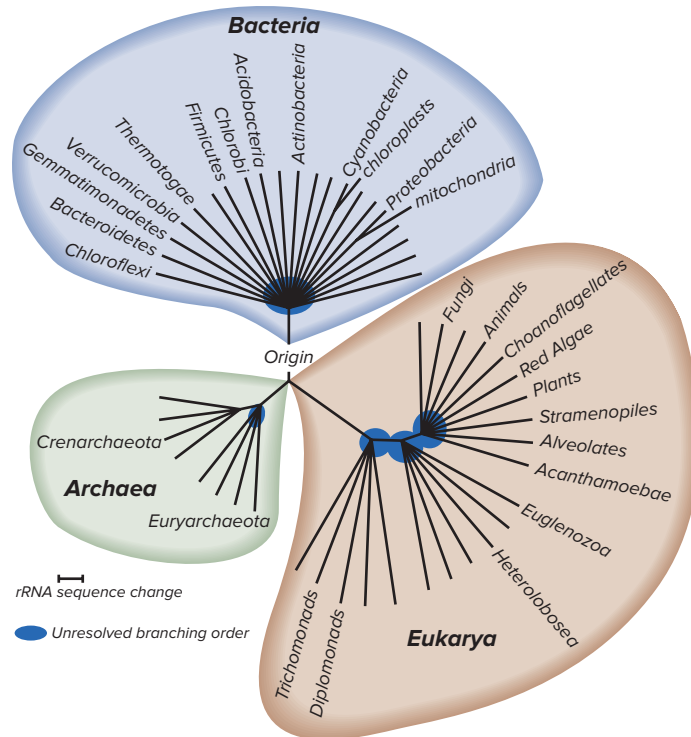 Bacteria
Chloroflexi
Bacteroidetes
Gemmatimonadetes
Verrucomicrobia
Thermotogae
Firmicutes
Chlorobi
Acidobacteria
Actinobacteria
Cyanobacteria
chloroplasts
Proteobacteria
mitochondria
Origin
Crenarchaeota
Archaea
Euryarchaeota
Fungi
Animals
Choanoflagellates
Red Algae
Plants
Stramenopiles
Alveolates
Acanthamoebae
Euglenozoa
Heterolobosea
Diplomonads
Trichomonads
Eukarya
rRNA sequence change
Unresolved branching order